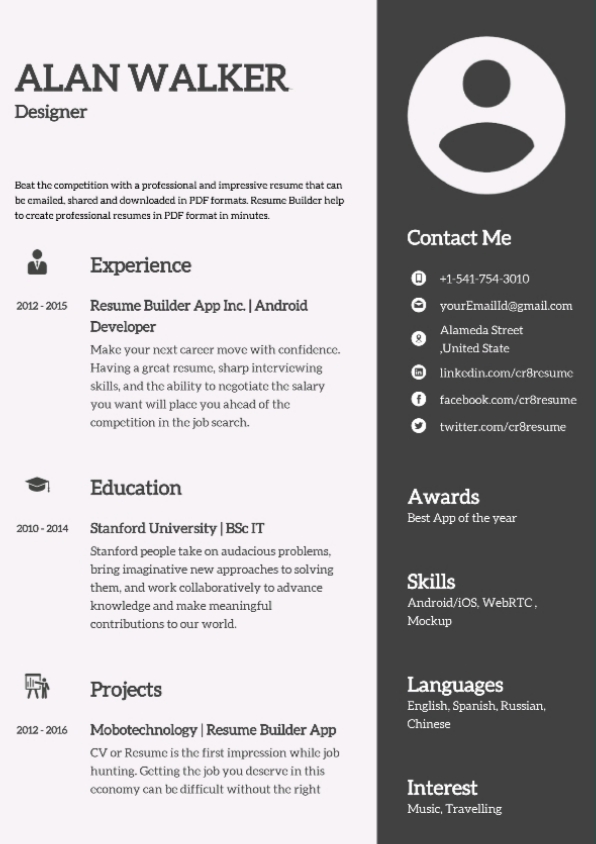 ALAN WALKER
Designer
Beat the competition with a professional and impressive resume that can
be emailed, shared and downloaded in PDF formats. Resume Builder help
to create professional resumes in PDF format in minutes.
Experience
2012 - 2015
Resume Builder App Inc. | Android
Developer
Make your next career move with confidence.
Having a great resume, sharp interviewing
skills, and the ability to negotiate the salary
you want will place you ahead of the
competition in the job search.
Education
2010 - 2014
Stanford University | BSc IT
Stanford people take on audacious problems,
bring imaginative new approaches to solving
them, and work collaboratively to advance
knowledge and make meaningful
contributions to our world.
Projects
2012 - 2016
Mobotechnology | Resume Builder App
CV or Resume is the first impression while job
hunting. Getting the job you deserve in this
economy can be difficult without the right
Contact Me
+1-541-754-3010
yourEmailId@gmail.com
Alameda Street
,United State
linkedin.com/cr8resume
facebook.com/cr8resume
twitter.com/cr8resume
Awards
Best App of the year
Skills
Android/iOS, WebRTC ,
Mockup
Languages
English, Spanish, Russian,
Chinese
Interest
Music, Travelling